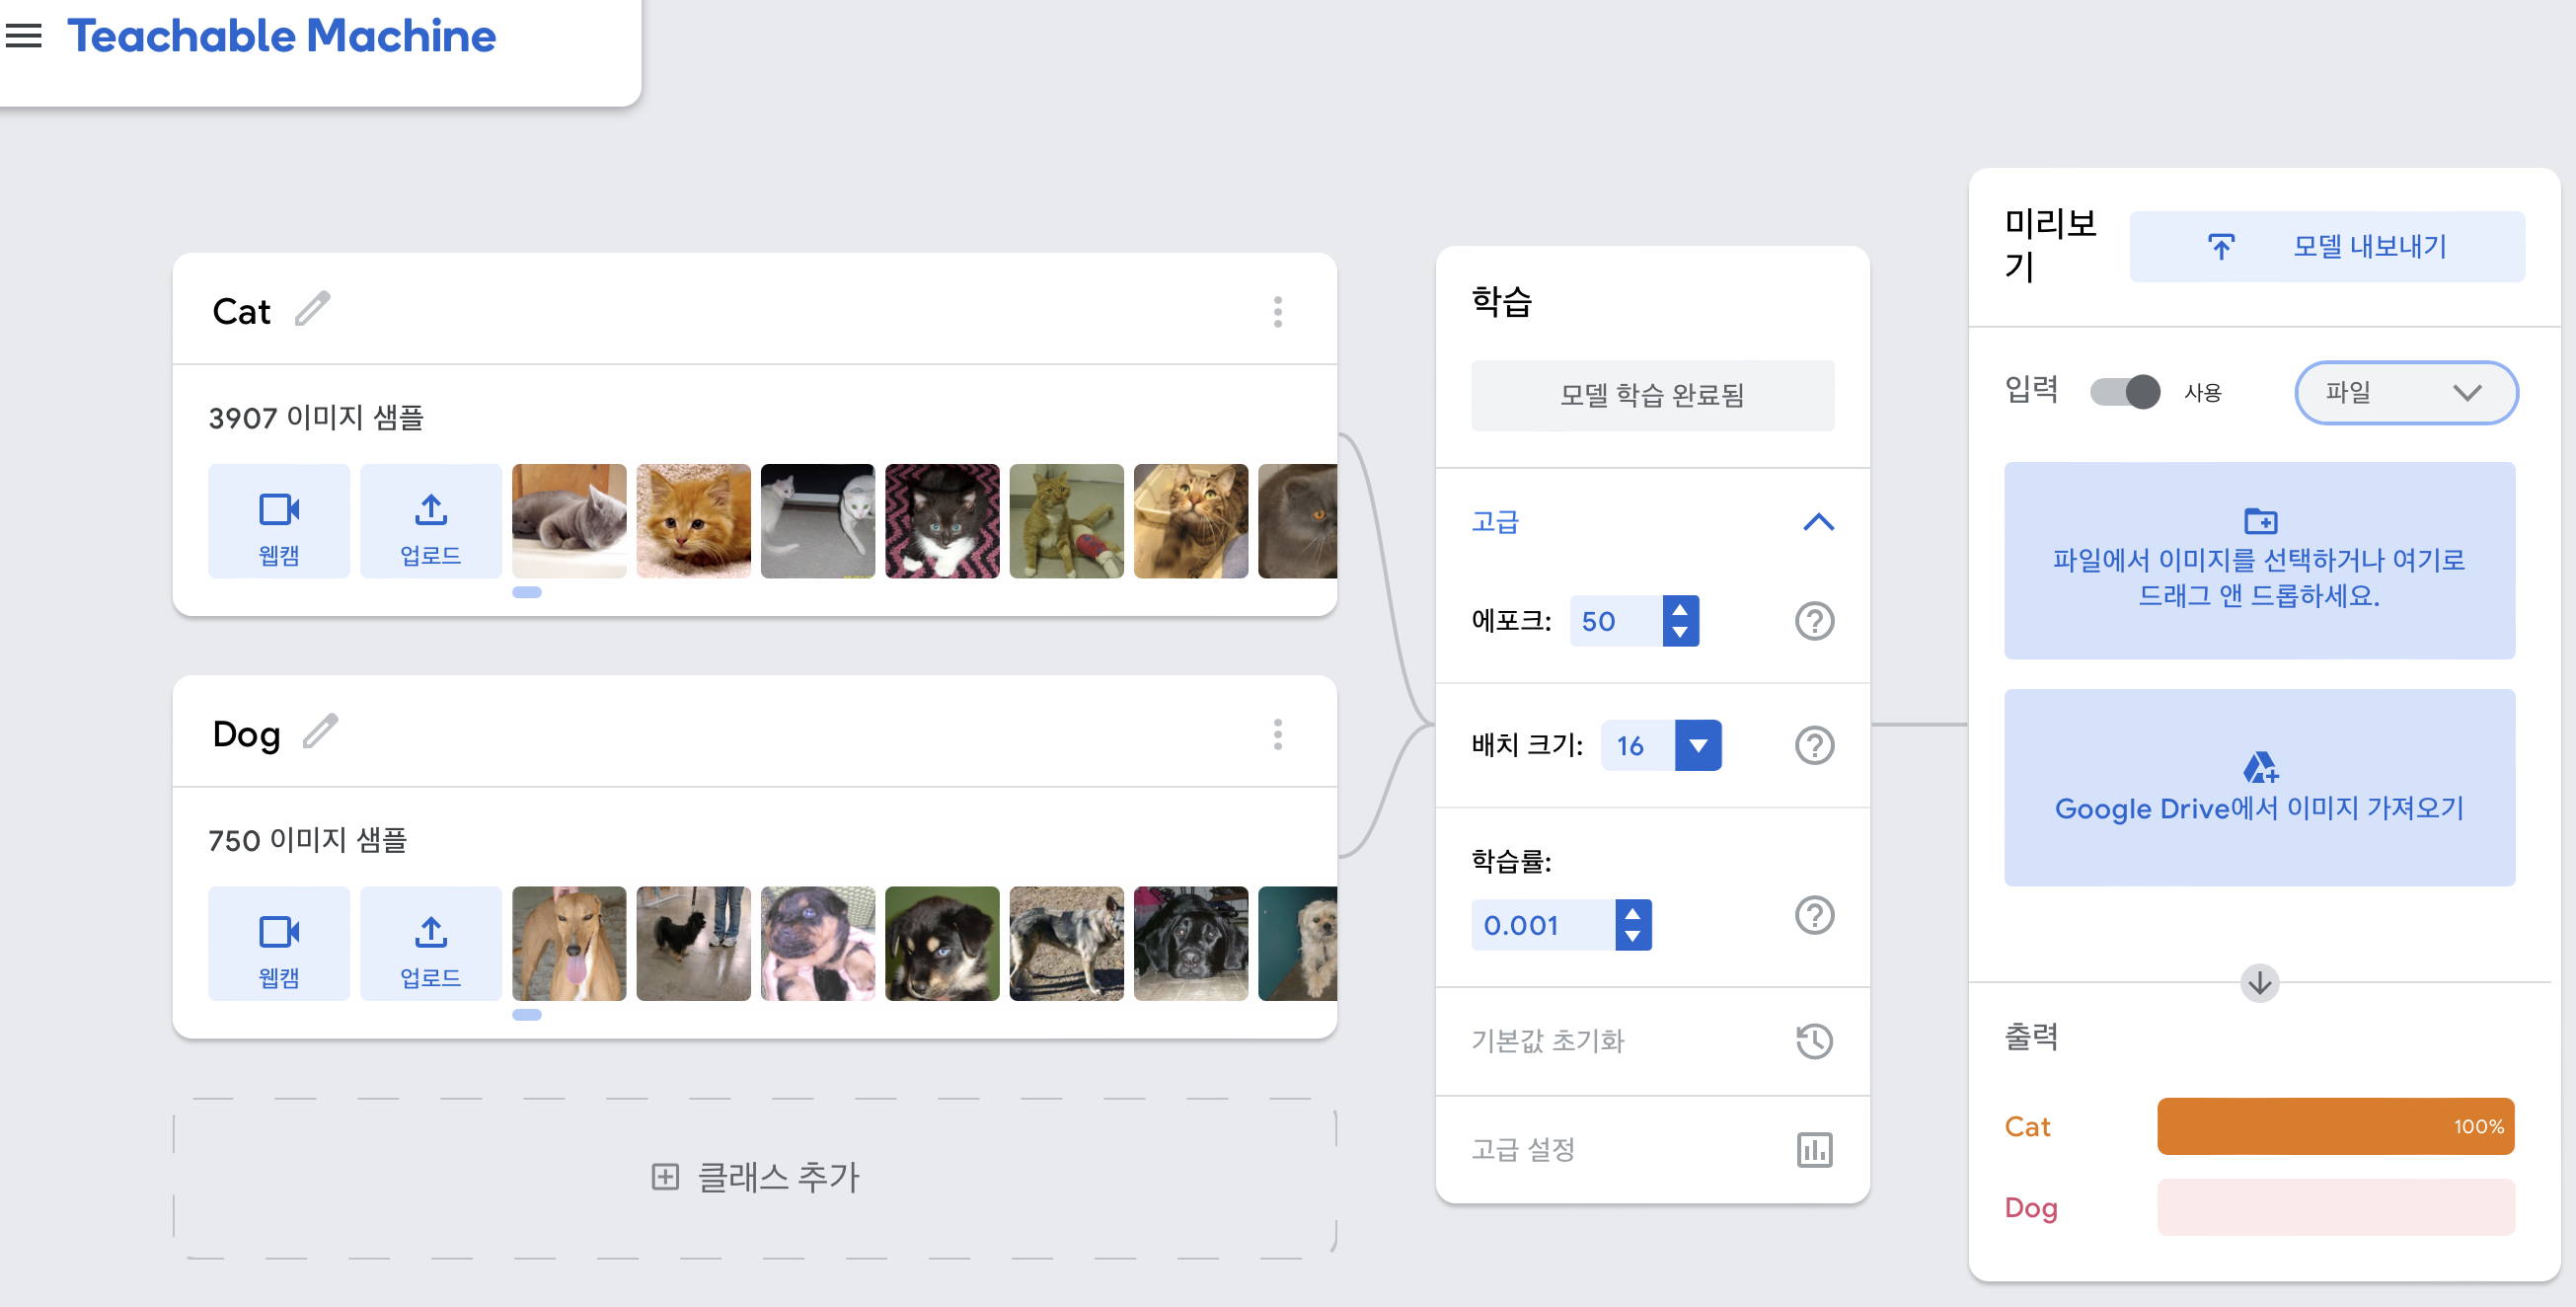 Teachable Machine
Cat
3907 이미지 샘플
웹캠
업로드
Dog
750 이미지 샘플
웹캠
업로드
클래스 추가
학습
모델 학습 완료됨
고급
에포크: 50
배치 크기: 16
학습률:
0.001
기본값 초기화
고급 설정
미리보
기
모델 내보내기
입력 사용 파일
파일에서 이미지를 선택하거나 여기로
드래그 앤 드롭하세요.
Google Drive에서 이미지 가져오기
출력
Cat 100%
Dog